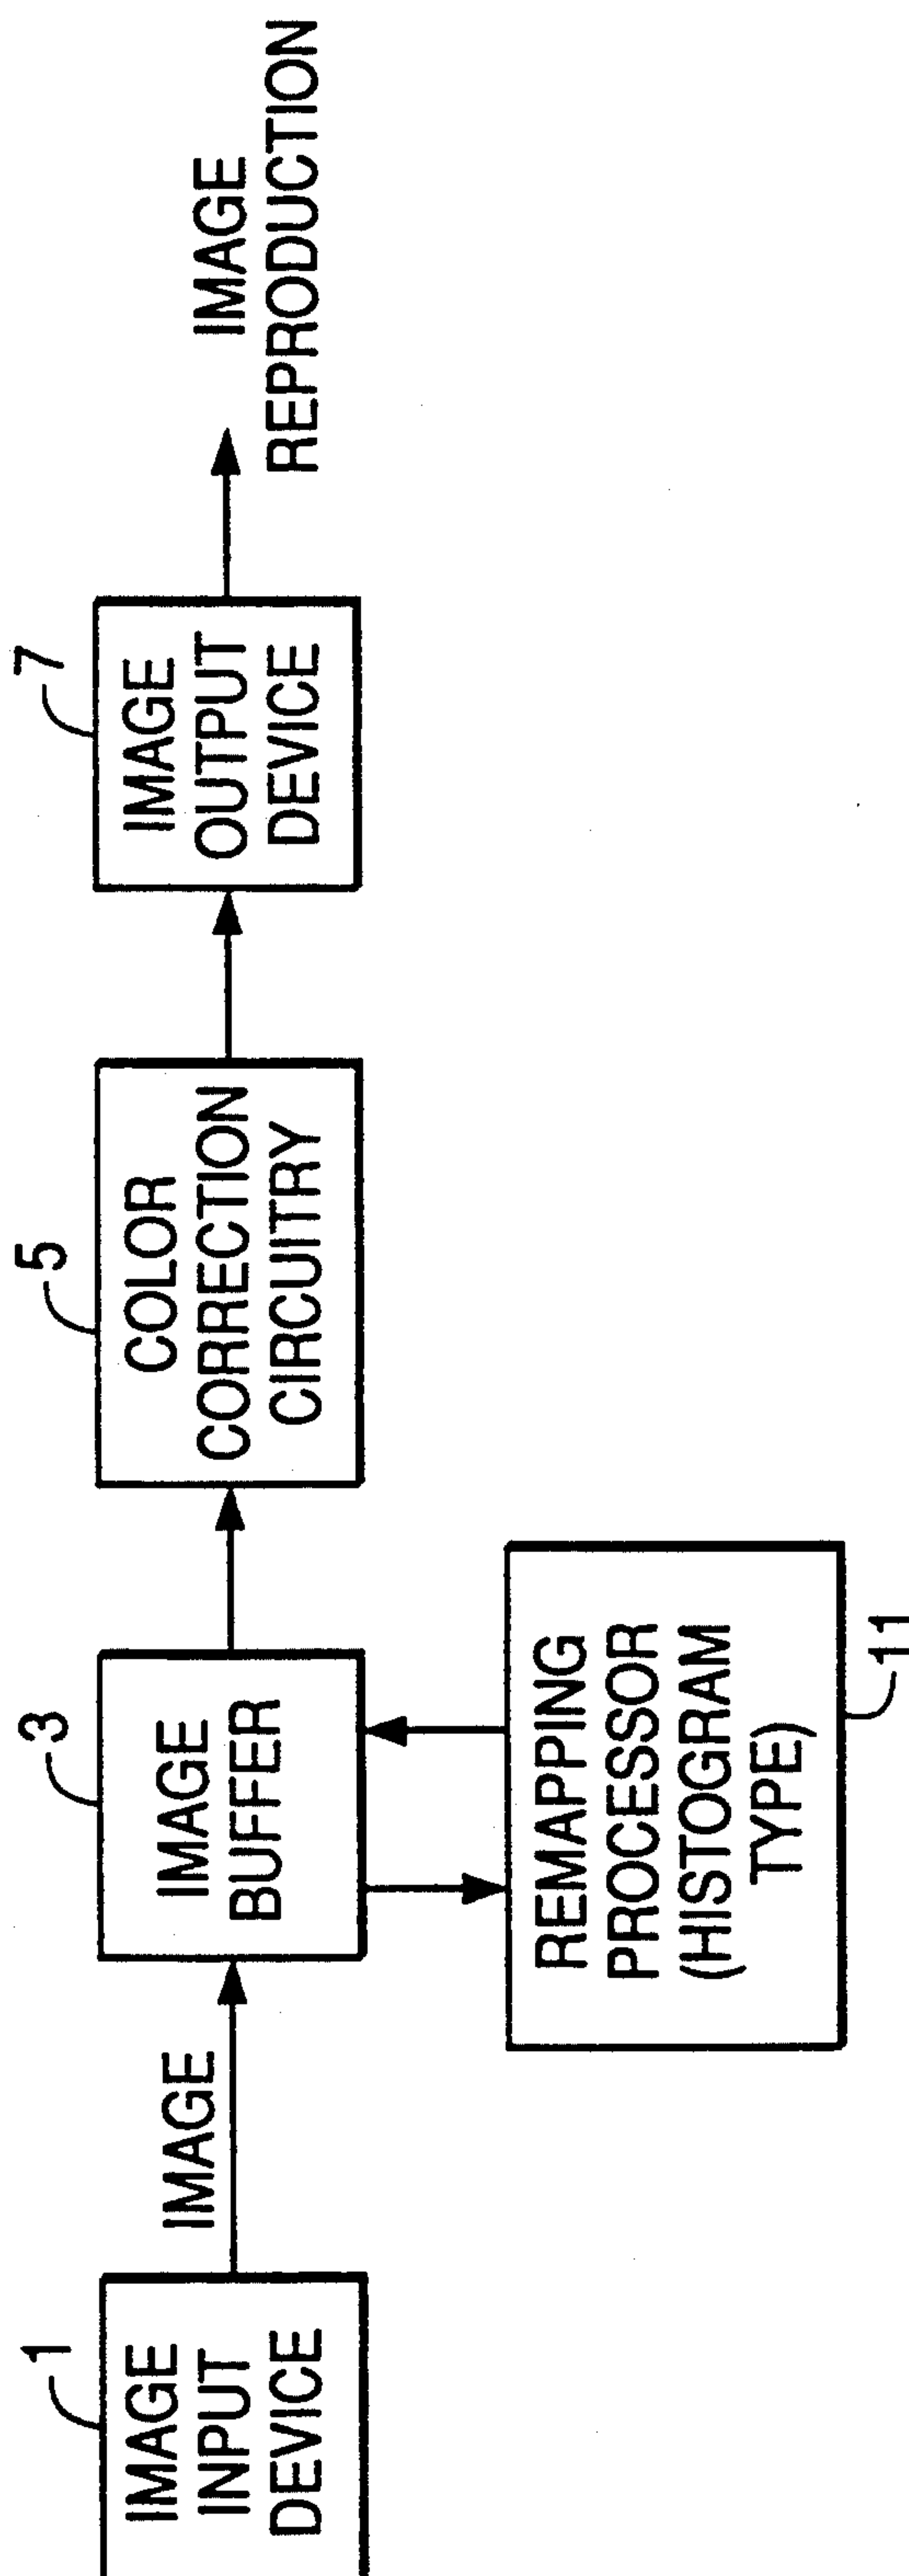 1
IMAGE
INPUT
DEVICE
IMAGE
3
IMAGE
BUFFER
REMAPPING
PROCESSOR
(HISTOGRAM
TYPE)
11
5
COLOR
CORRECTION
CIRCUITRY
7
IMAGE
OUTPUT
DEVICE
IMAGE
REPRODUCTION